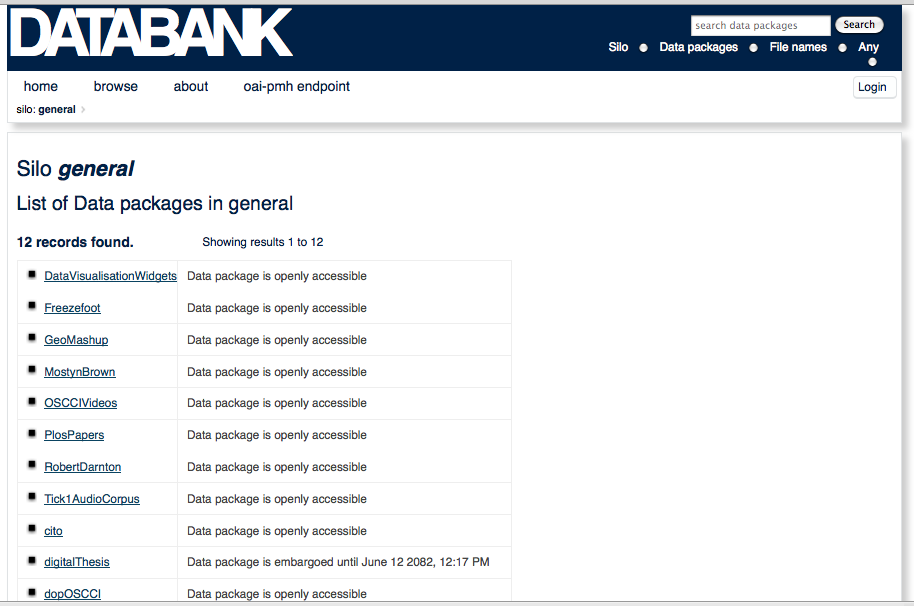 DATABANK
search data packages
Search
Silo Data packages File names Any
home browse about oai-pmh endpoint
Login
silo: general
Silo general
List of Data packages in general
12 records found. Showing results 1 to 12
DataVisualisationWidgets Data package is openly accessible
Freezefoot Data package is openly accessible
GeoMashup Data package is openly accessible
MostynBrown Data package is openly accessible
OSCCIVideos Data package is openly accessible
PlosPapers Data package is openly accessible
RobertDarnton Data package is openly accessible
Tick1AudioCorpus Data package is openly accessible
cito Data package is openly accessible
digitalThesis Data package is embargoed until June 12 2082, 12:17 PM
dopOSCCI Data package is openly accessible